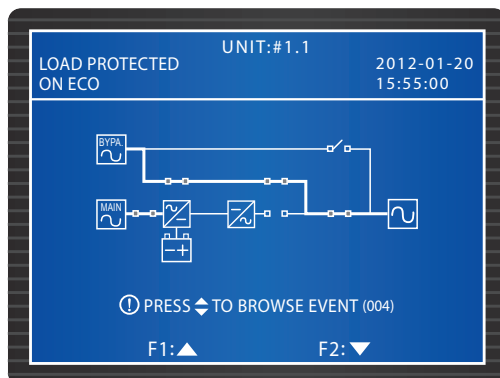 UNIT:#1.1
LOAD PROTECTED
ON ECO
2012-01-20
15:55:00
BYPA.
MAIN
PRESS TO BROWSE EVENT (004)
F1:
F2: